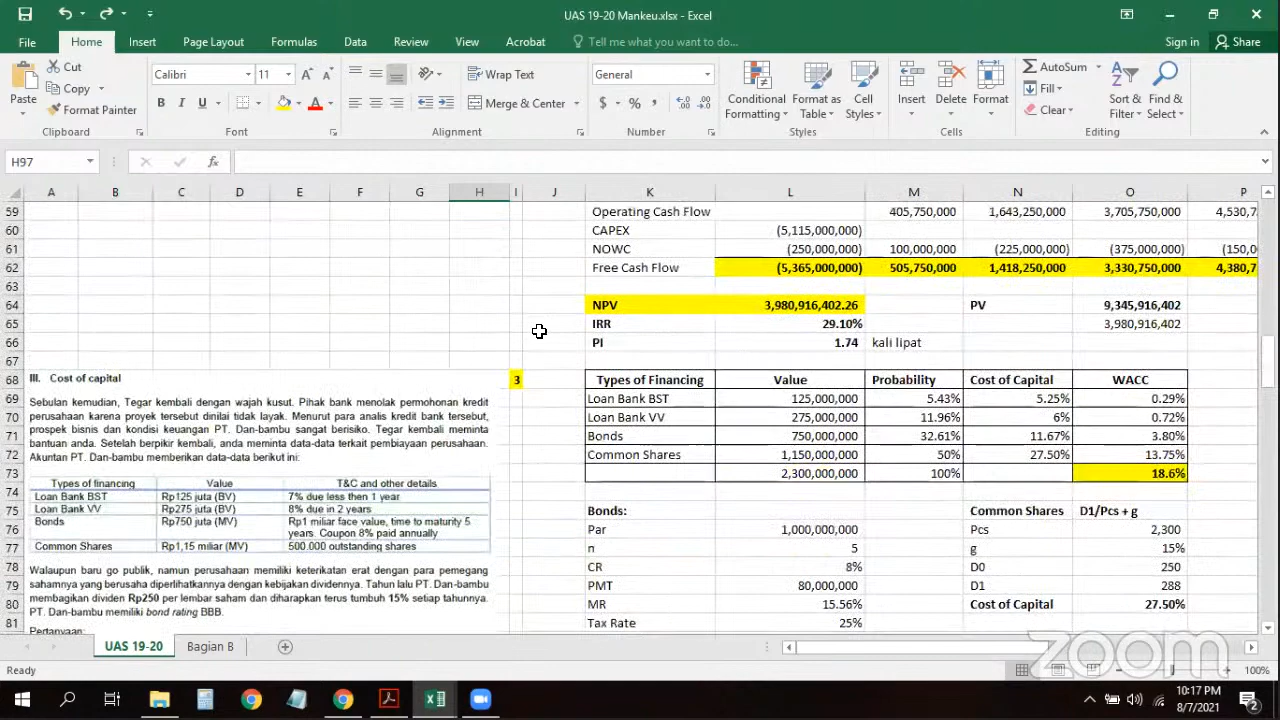 UAS 19-20 Mankeu.xlsx - Excel
File Home Insert Page Layout Formulas Data Review View Acrobat Tell me what you want to do... Sign in Share
Paste
Cut
Copy
Format Painter
Clipboard
Calibri 11
B I U
Font
Wrap Text
Merge & Center
Alignment
General
$ % ,
Number
Conditional Formatting
Format as Table
Cell Styles
Styles
Insert Delete Format
Cells
AutoSum
Fill
Clear
Sort & Filter
Find & Select
Editing
H97
A B C D E F G H I J K L M N O P
59 Operating Cash Flow 405,750,000 1,643,250,000 3,705,750,000 4,530,7
60 CAPEX (5,115,000,000)
61 NOWC (250,000,000) 100,000,000 (225,000,000) (375,000,000) (150,0
62 Free Cash Flow (5,365,000,000) 505,750,000 1,418,250,000 3,330,750,000 4,380,7
63
64 NPV 3,980,916,402.26 PV 9,345,916,402
65 IRR 29.10% 3,980,916,402
66 PI 1.74 kali lipat
67
68 3 Types of Financing Value Probability Cost of Capital WACC
69 Loan Bank BST 125,000,000 5.43% 5.25% 0.29%
70 Loan Bank VV 275,000,000 11.96% 6% 0.72%
71 Bonds 750,000,000 32.61% 11.67% 3.80%
72 Common Shares 1,150,000,000 50% 27.50% 13.75%
73 2,300,000,000 100% 18.6%
74
75 Bonds: Common Shares D1/Pcs + g
76 Par 1,000,000,000 Pcs 2,300
77 n 5 g 15%
78 CR 8% D0 250
79 PMT 80,000,000 D1 288
80 MR 15.56% Cost of Capital 27.50%
81 Tax Rate 25%
III. Cost of capital
Sebulan kemudian, Tegar kembali dengan wajah kusut. Pihak bank menolak permohonan kredit
perusahaan karena proyek tersebut dinilai tidak layak. Menurut para analis kredit bank tersebut,
prospek bisnis dan kondisi keuangan PT. Dan-bambu sangat berisiko. Tegar kembali meminta
bantuan anda. Setelah berpikir kembali, anda meminta data-data terkait pembiayaan perusahaan.
Akuntan PT. Dan-bambu memberikan data-data berikut ini:
Types of financing Value T&C and other details
Loan Bank BST Rp125 juta (BV) 7% due less then 1 year
Loan Bank VV Rp275 juta (BV) 8% due in 2 years
Bonds Rp750 juta (MV) Rp1 miliar face value, time to maturity 5
years. Coupon 8% paid annually
Common Shares Rp1,15 miliar (MV) 500.000 outstanding shares
Walaupun baru go publik, namun perusahaan memiliki keterikatan erat dengan para pemegang
sahamnya yang berusaha diperlihatkannya dengan kebijakan dividennya. Tahun lalu PT. Dan-bambu
membagikan dividen Rp250 per lembar saham dan diharapkan terus tumbuh 15% setiap tahunnya.
PT. Dan-bambu memiliki bond rating BBB.
Pertanyaan:
UAS 19-20 Bagian B
Ready
100%
zoom
10:17 PM
8/7/2021
2